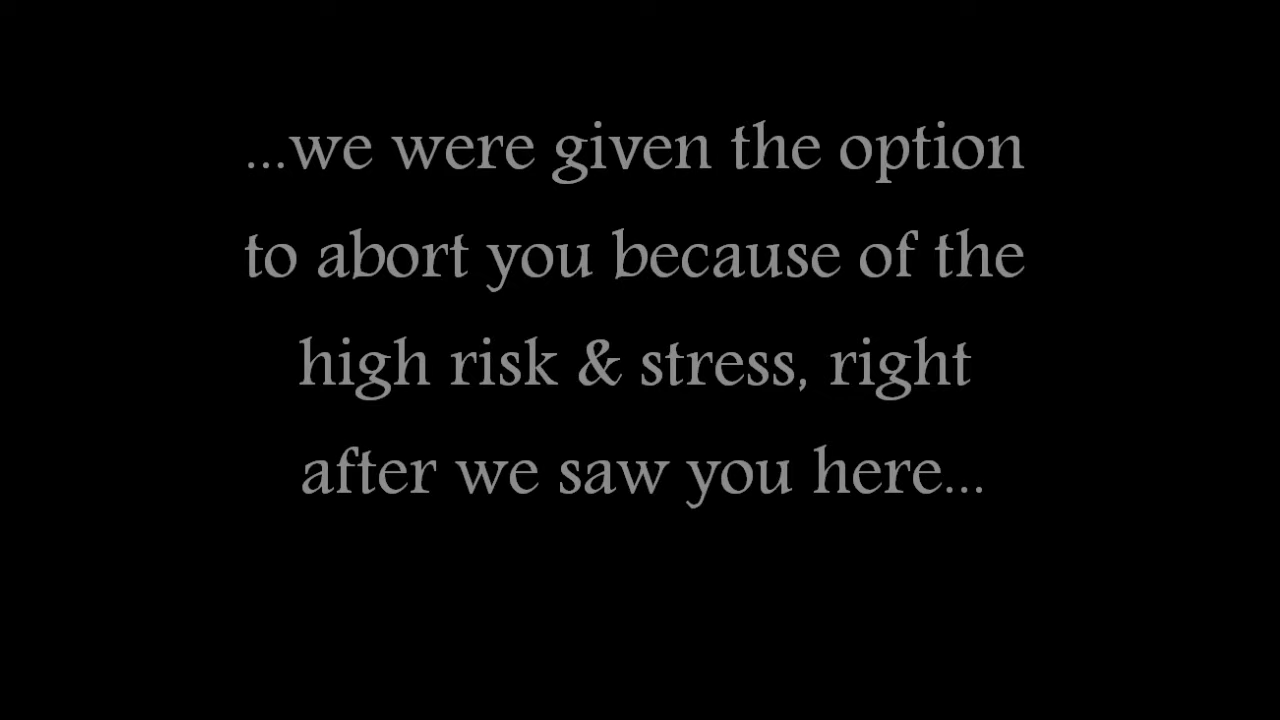 ...we were given the option
to abort you because of the
high risk & stress, right
after we saw you here...